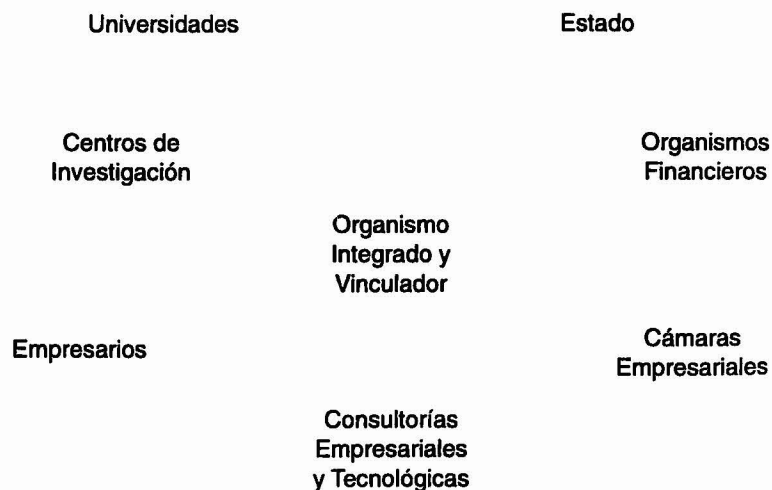 Universidades
Estado
Centros de
Investigación
Organismos
Financieros
Organismo
Integrado y
Vinculador
Empresarios
Cámaras
Empresariales
Consultorías
Empresariales
y Tecnológicas